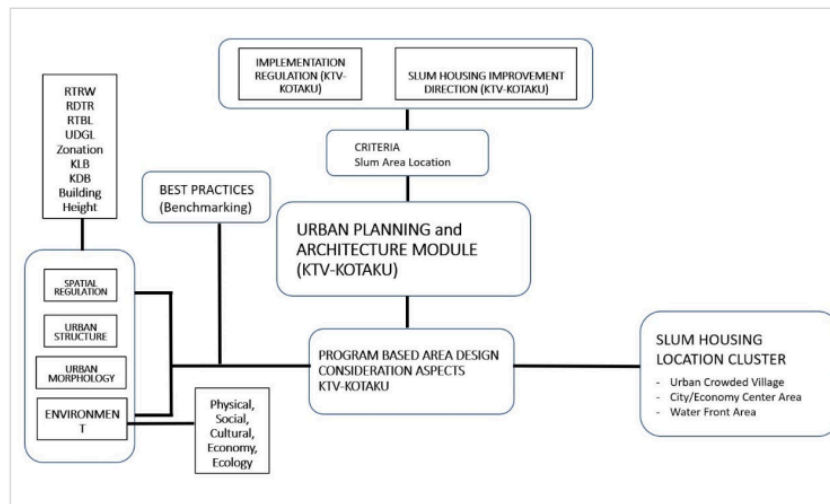 IMPLEMENTATION
REGULATION (KTV-
KOTAKU)
SLUM HOUSING IMPROVEMENT
DIRECTION (KTV-KOTAKU)
CRITERIA
Slum Area Location
RTRW
RDTR
RTBL
UDGL
Zonation
KLB
KDB
Building
Height
BEST PRACTICES
(Benchmarking)
URBAN PLANNING and
ARCHITECTURE MODULE
(KTV-KOTAKU)
SPATIAL
REGULATION
URBAN
STRUCTURE
URBAN
MORPHOLOGY
ENVIRONMEN
T
Physical,
Social,
Cultural,
Economy,
Ecology
PROGRAM BASED AREA DESIGN
CONSIDERATION ASPECTS
KTV-KOTAKU
SLUM HOUSING
LOCATION CLUSTER
- Urban Crowded Village
- City/Economy Center Area
- Water Front Area